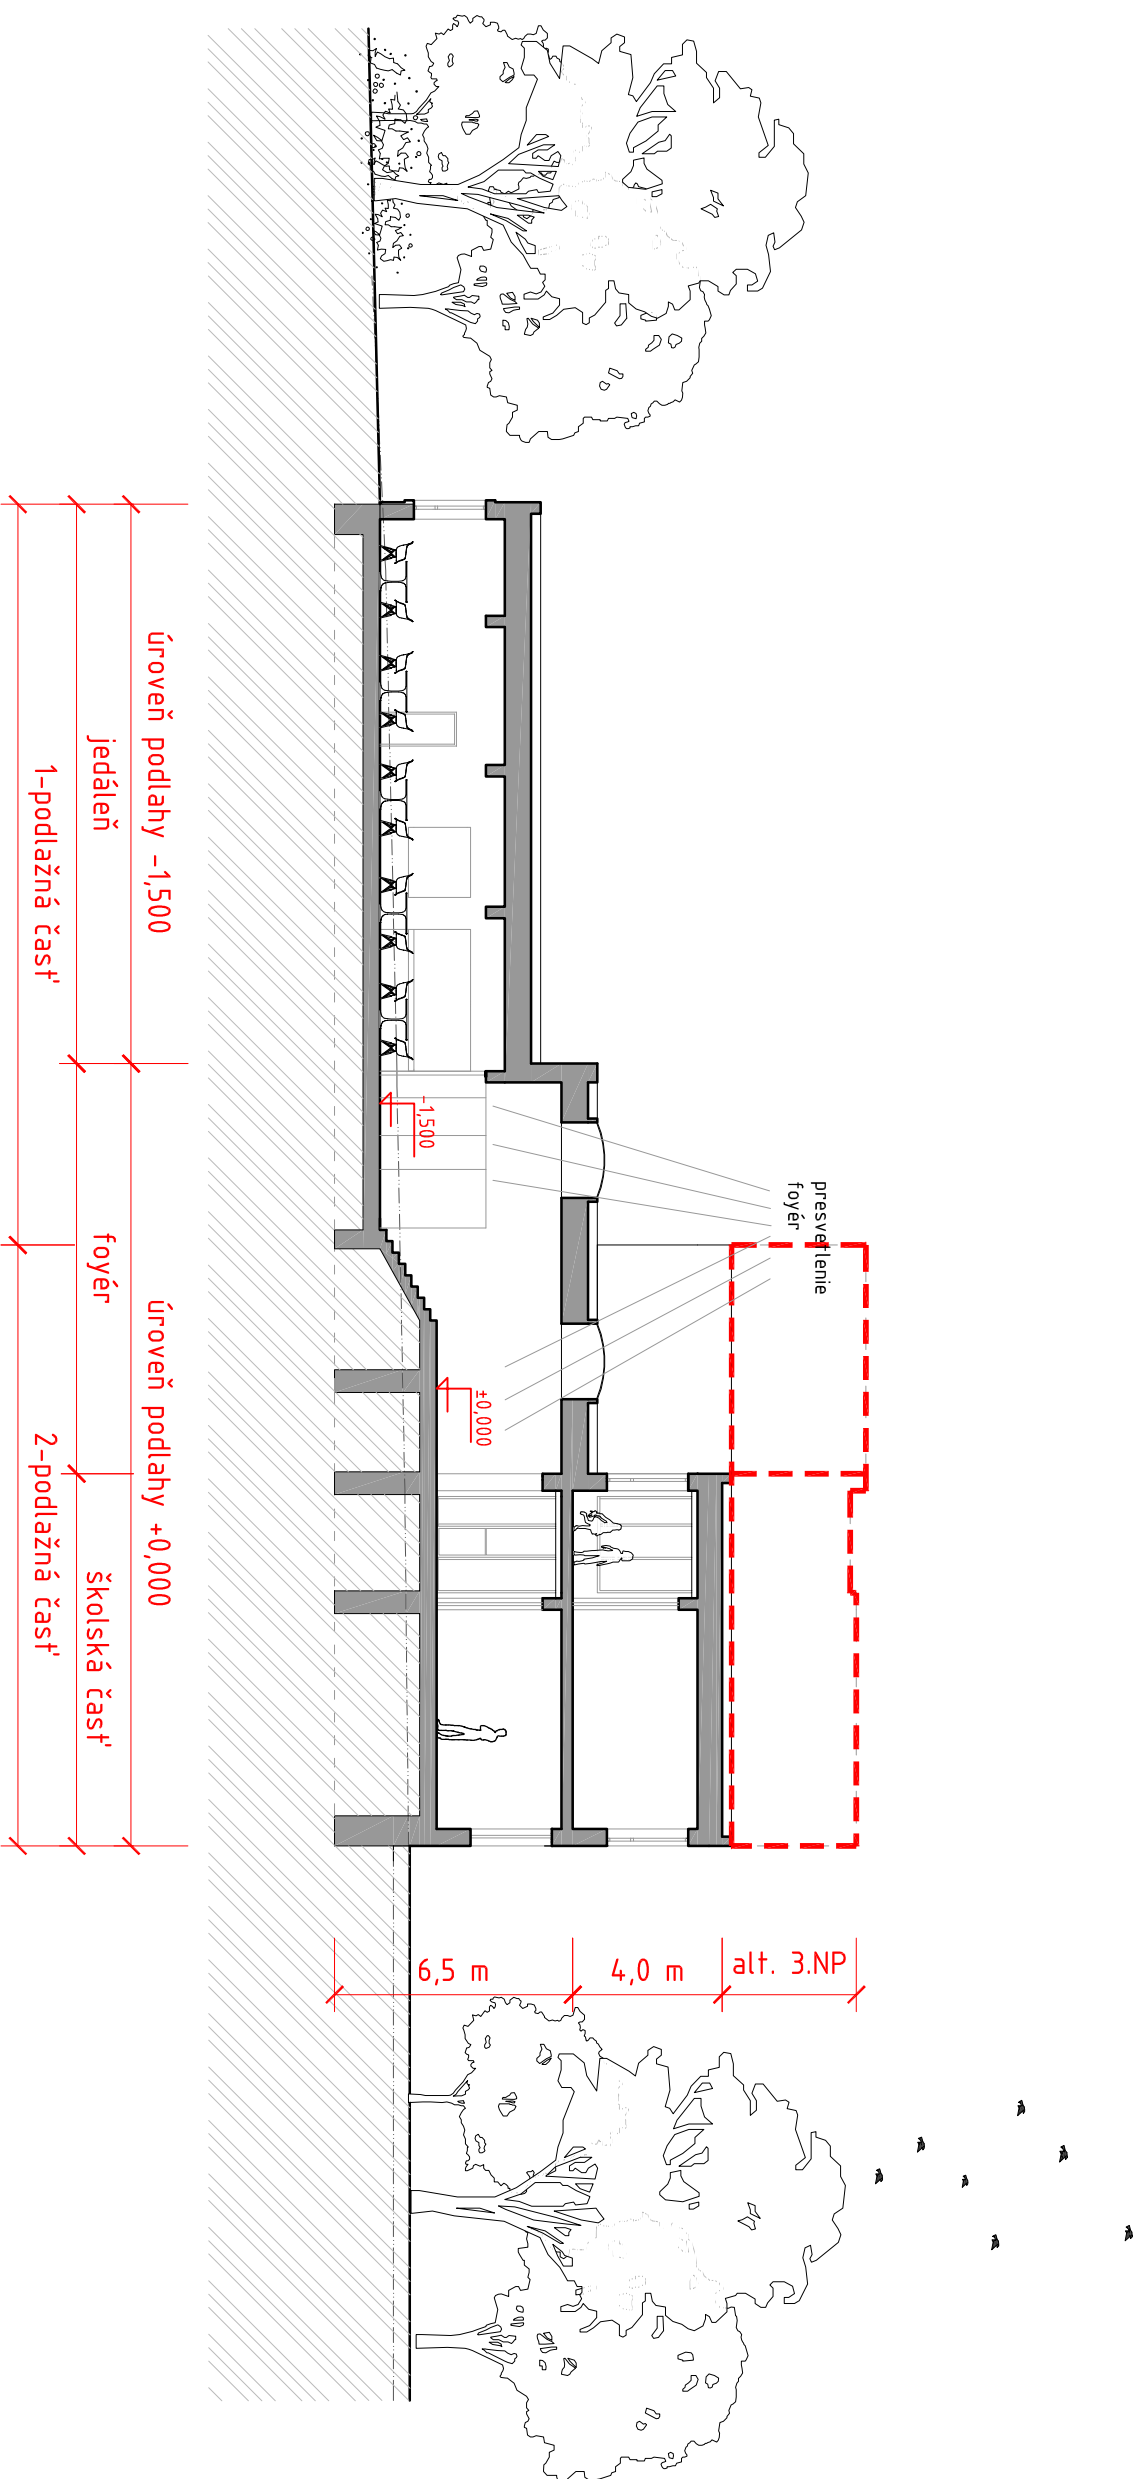 presvetlenie
foyér
-1,500
±0,000
úroveň podlahy -1,500
úroveň podlahy +0,000
jedáleň
foyér
školská časť
1-podlažná časť
2-podlažná časť
6,5 m
4,0 m
alt. 3.NP